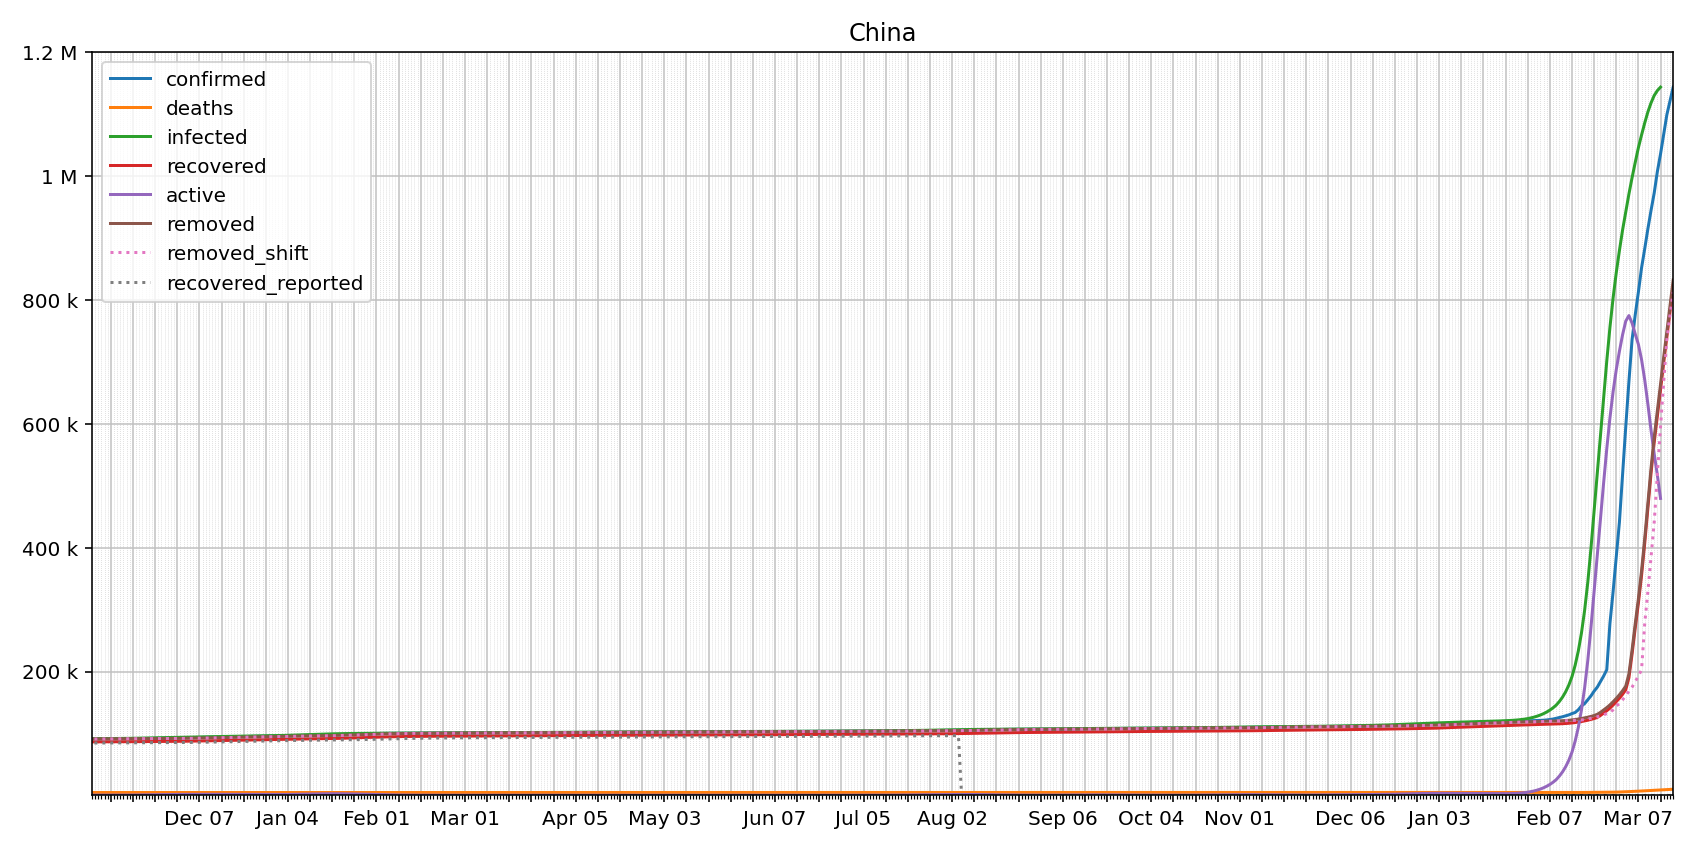 China
1.2 M
1 M
800 k
600 k
400 k
200 k
confirmed
deaths
infected
recovered
active
removed
removed_shift
recovered_reported
Dec 07 Jan 04 Feb 01 Mar 01 Apr 05 May 03 Jun 07 Jul 05 Aug 02 Sep 06 Oct 04 Nov 01 Dec 06 Jan 03 Feb 07 Mar 07